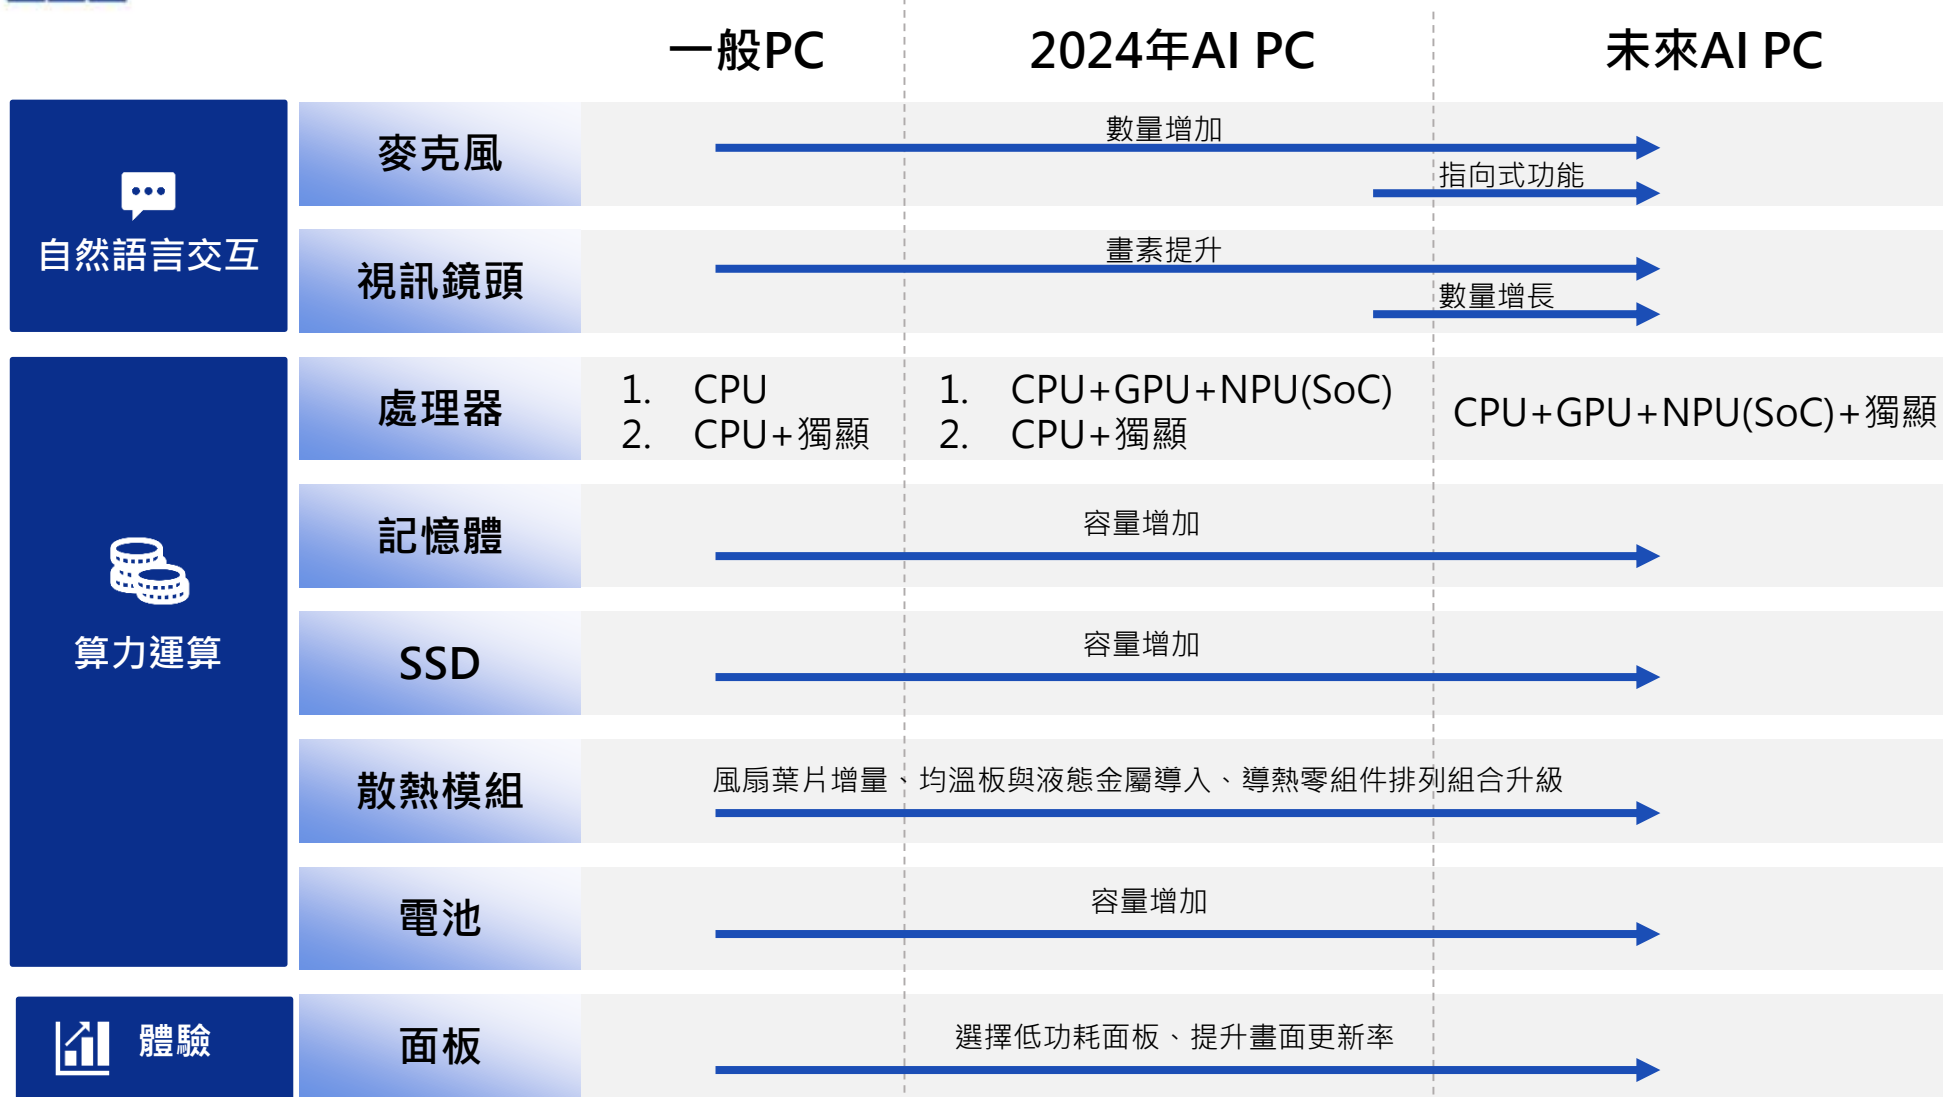 一般PC
2024年AI PC
未來AI PC
自然語言交互
麥克風
數量增加
指向式功能
視訊鏡頭
畫素提升
數量增長
算力運算
處理器
1. CPU
2. CPU+獨顯
1. CPU+GPU+NPU(SoC)
2. CPU+獨顯
CPU+GPU+NPU(SoC)+獨顯
記憶體
容量增加
SSD
容量增加
散熱模組
風扇葉片增量、均溫板與液態金屬導入、導熱零組件排列組合升級
電池
容量增加
體驗
面板
選擇低功耗面板、提升畫面更新率